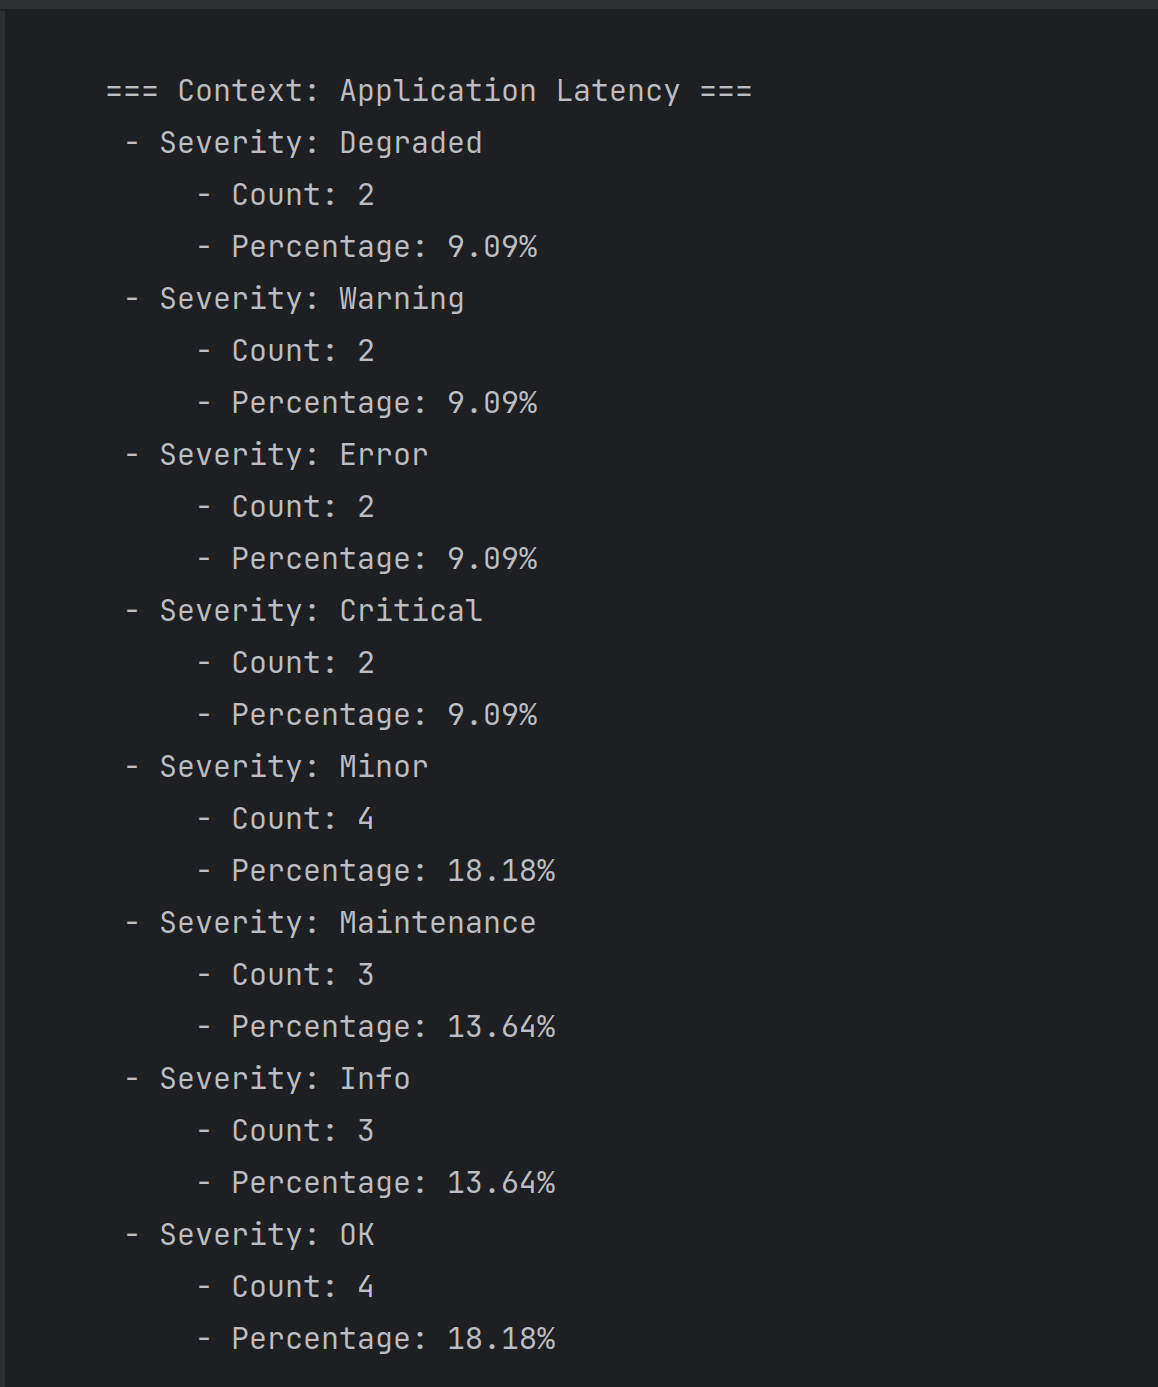 === Context: Application Latency ===
- Severity: Degraded
- Count: 2
- Percentage: 9.09%
- Severity: Warning
- Count: 2
- Percentage: 9.09%
- Severity: Error
- Count: 2
- Percentage: 9.09%
- Severity: Critical
- Count: 2
- Percentage: 9.09%
- Severity: Minor
- Count: 4
- Percentage: 18.18%
- Severity: Maintenance
- Count: 3
- Percentage: 13.64%
- Severity: Info
- Count: 3
- Percentage: 13.64%
- Severity: OK
- Count: 4
- Percentage: 18.18%